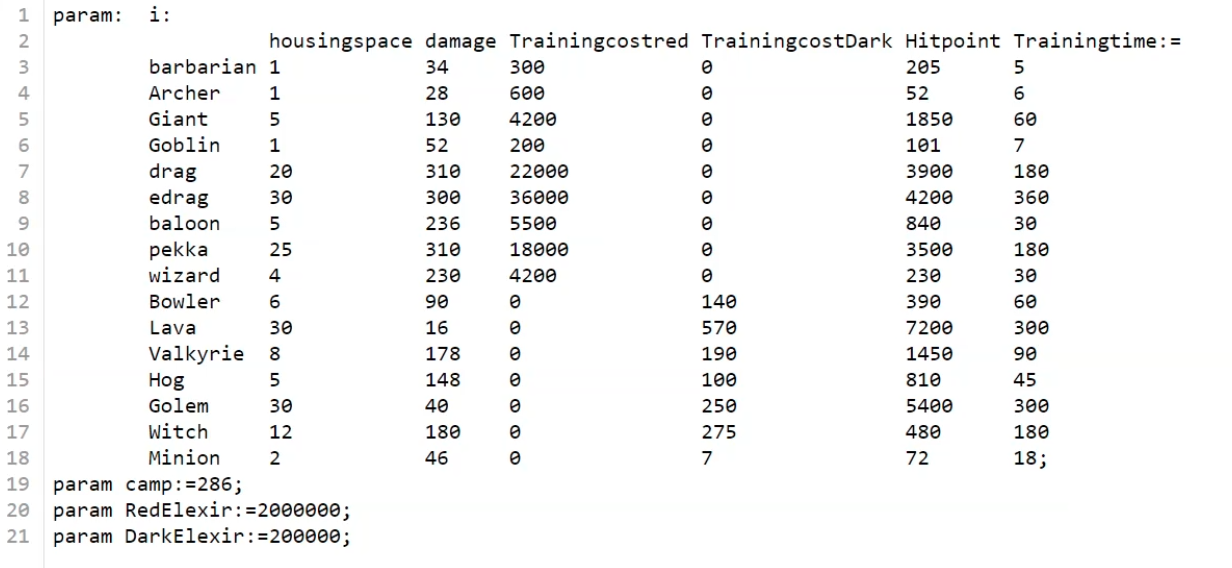 1 param: i:
2 housingspace damage Trainingcostred TrainingcostDark Hitpoint Trainingtime:=
3 barbarian 1 34 300 0 205 5
4 Archer 1 28 600 0 52 6
5 Giant 5 130 4200 0 1850 60
6 Goblin 1 52 200 0 101 7
7 drag 20 310 22000 0 3900 180
8 edrag 30 300 36000 0 4200 360
9 baloon 5 236 5500 0 840 30
10 pekka 25 310 18000 0 3500 180
11 wizard 4 230 4200 0 230 30
12 Bowler 6 90 0 140 390 60
13 Lava 30 16 0 570 7200 300
14 Valkyrie 8 178 0 190 1450 90
15 Hog 5 148 0 100 810 45
16 Golem 30 40 0 250 5400 300
17 Witch 12 180 0 275 480 180
18 Minion 2 46 0 7 72 18;
19 param camp:=286;
20 param RedElexir:=2000000;
21 param DarkElexir:=200000;